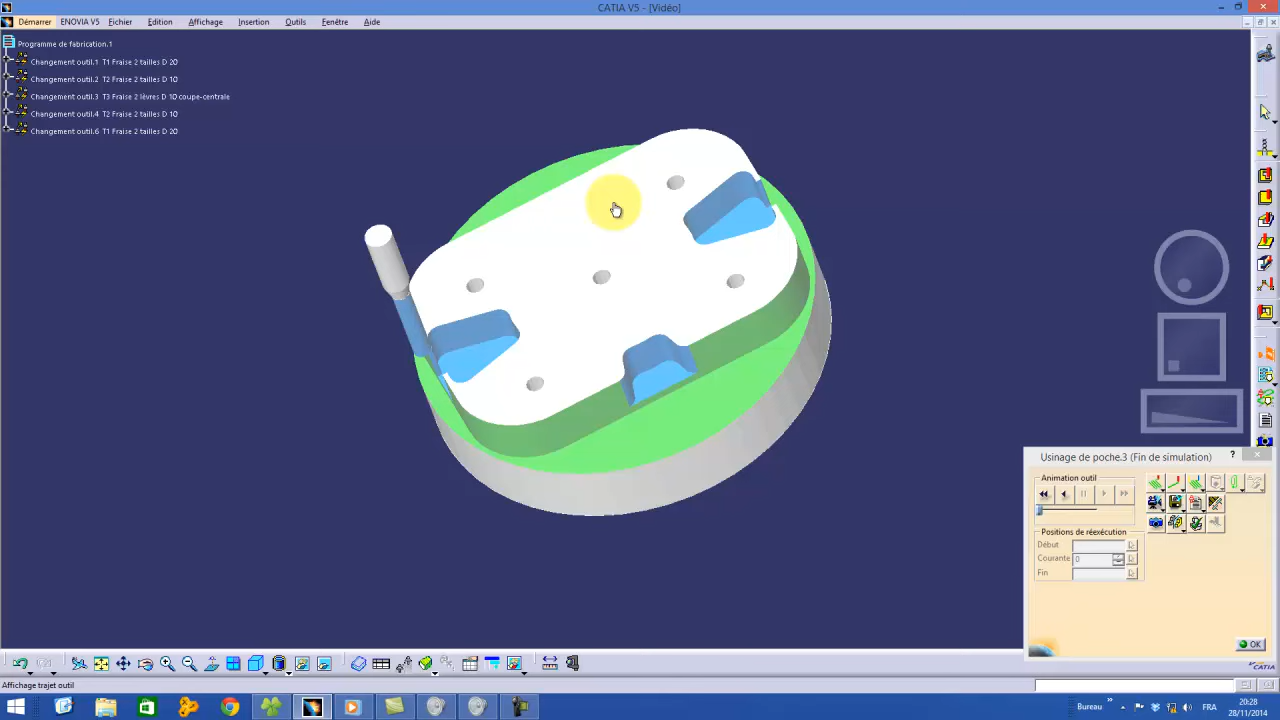 CATIA V5 - [Vidéo]
Démarrer ENOVIA V5 Fichier Edition Affichage Insertion Outils Fenêtre Aide
Programme de fabrication.1
Changement outil.1 T1 Fraise 2 tailles D 20
Changement outil.2 T2 Fraise 2 tailles D 10
Changement outil.3 T3 Fraise 2 lèvres D 10 coupe-centrale
Changement outil.4 T2 Fraise 2 tailles D 10
Changement outil.6 T1 Fraise 2 tailles D 20
Usinage de poche.3 (Fin de simulation) ?
Animation outil
Positions de réexécution
Début
Courante 0
Fin
OK
CATIA
Affichage trajet outil
Bureau
FRA
20:28
28/11/2014